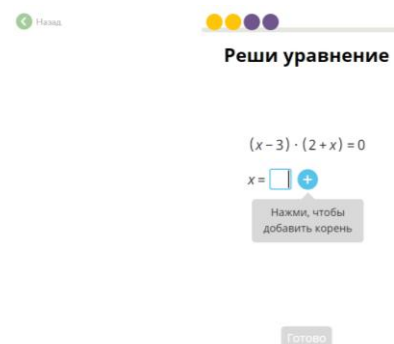 Назад
Реши уравнение
(x – 3) · (2 + x) = 0
x =
+
Нажми, чтобы
добавить корень
Готово